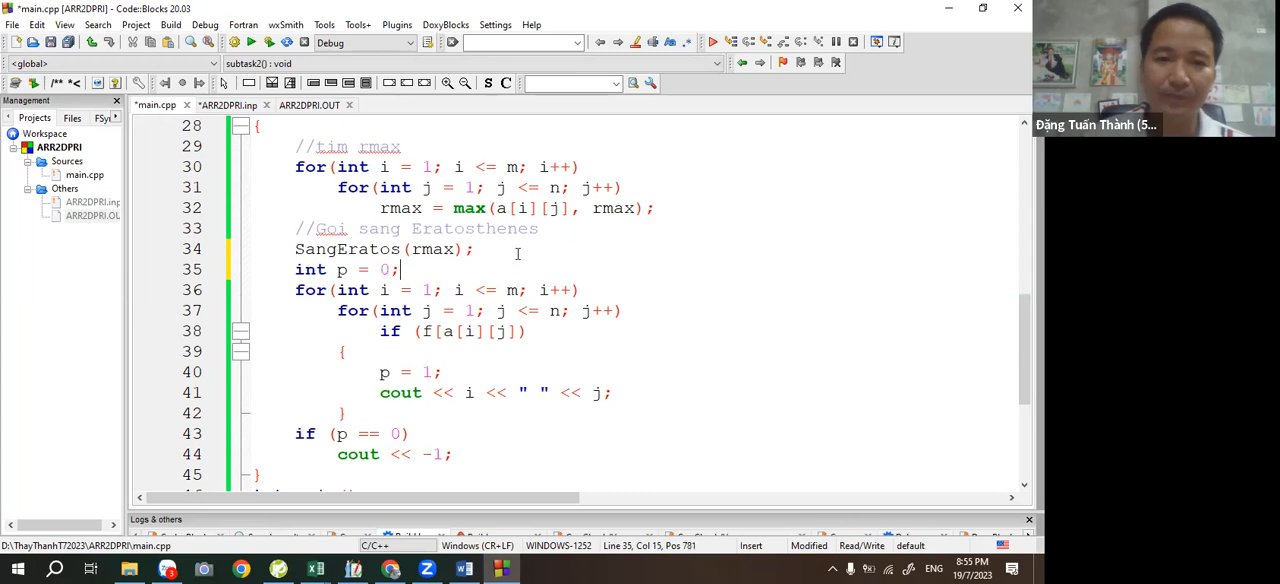 *main.cpp [ARR2DPRI] - Code::Blocks 20.03
File Edit View Search Project Build Debug Fortran wxSmith Tools Tools+ Plugins DoxyBlocks Settings Help
Debug
<global> subtask2() : void
/** *< S C
Management
*main.cpp *ARR2DPRI.inp ARR2DPRI.OUT
Projects Files FSy
Workspace
ARR2DPRI
Sources
main.cpp
Others
ARR2DPRI.inp
ARR2DPRI.OU
28 {
29 //tim rmax
30 for(int i = 1; i <= m; i++)
31 for(int j = 1; j <= n; j++)
32 rmax = max(a[i][j], rmax);
33 //Goi sang Eratosthenes
34 SangEratos(rmax);
35 int p = 0;
36 for(int i = 1; i <= m; i++)
37 for(int j = 1; j <= n; j++)
38 if (f[a[i][j])
39 {
40 p = 1;
41 cout << i << " " << j;
42 }
43 if (p == 0)
44 cout << -1;
45 }
Đặng Tuấn Thành (5...
Logs & others
D:\ThayThanhT72023\ARR2DPRI\main.cpp C/C++ Windows (CR+LF) WINDOWS-1252 Line 35, Col 15, Pos 781 Insert Modified Read/Write default
ENG 8:55 PM
19/7/2023